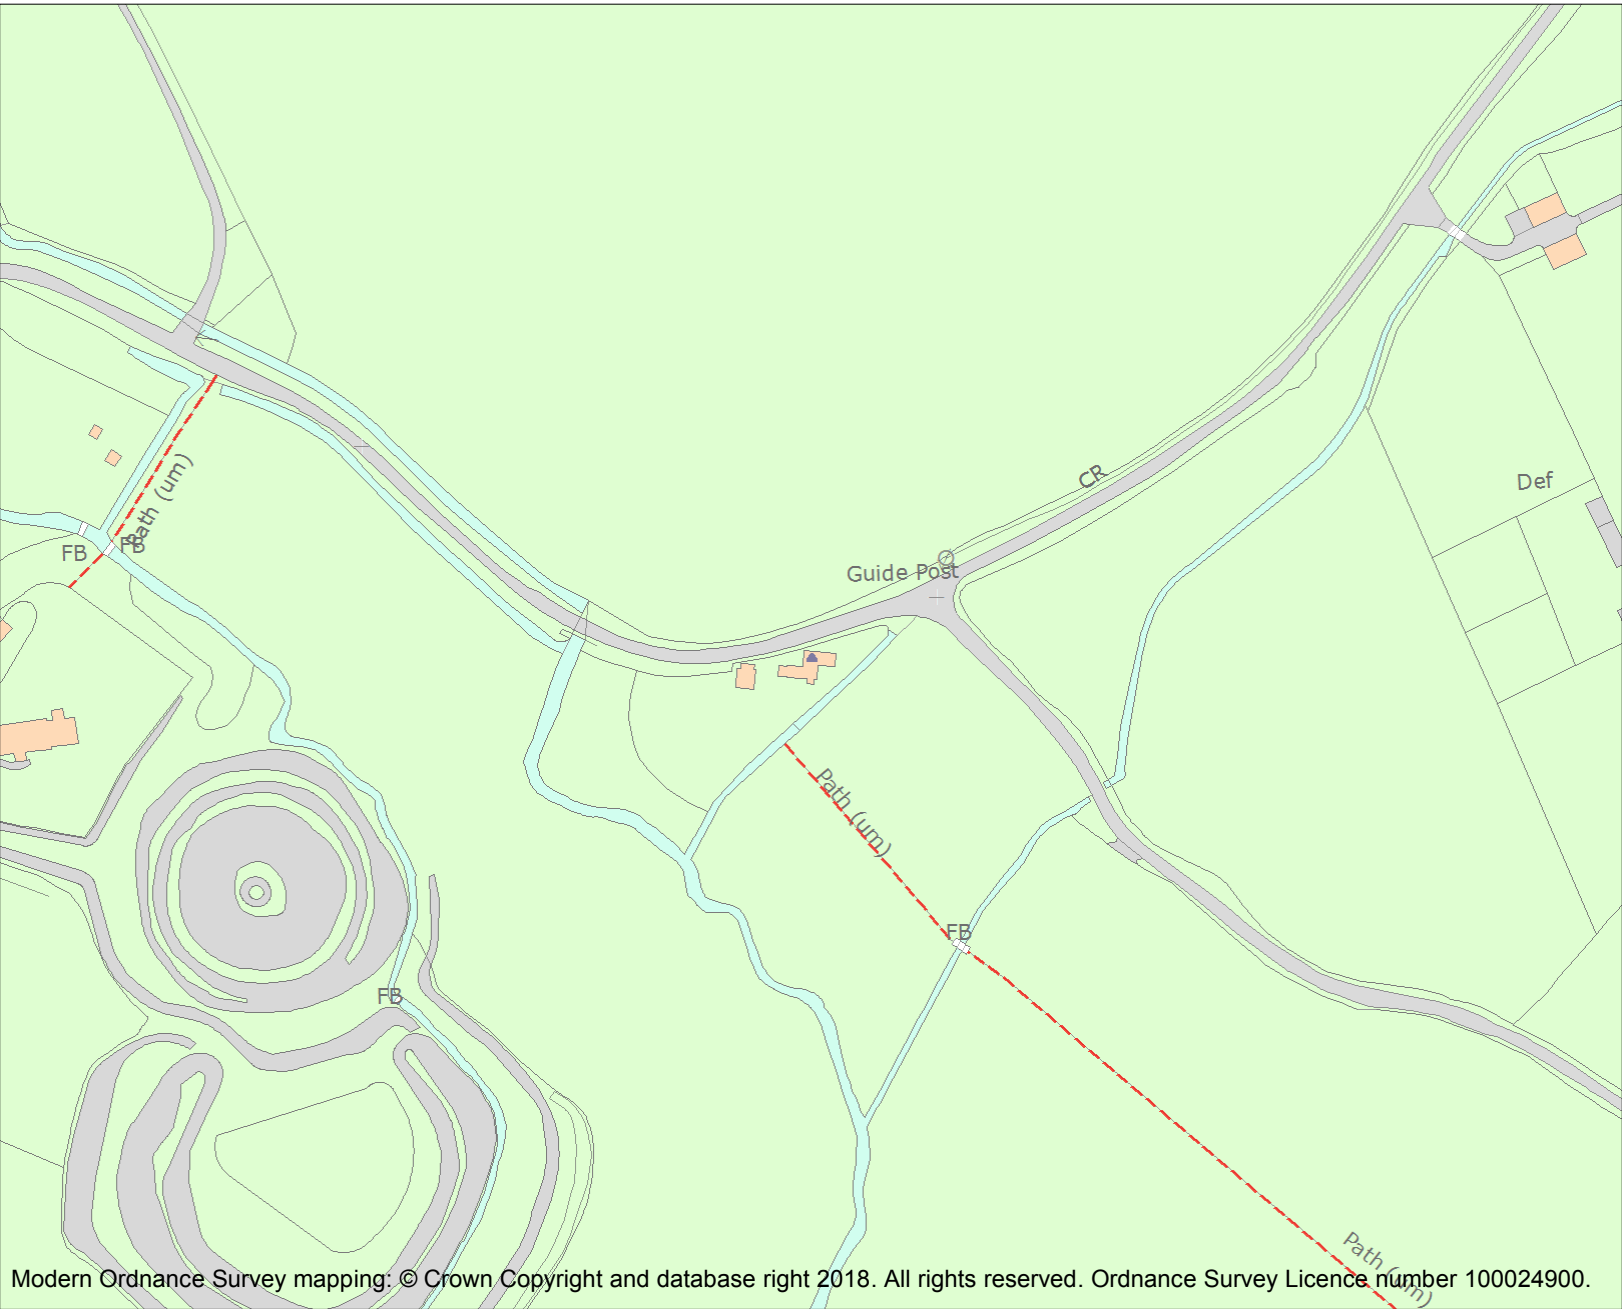 CR
Def
Path (um)
FB
FB
Guide Post
Path (um)
FB
FB
Path (um)
Modern Ordnance Survey mapping: © Crown Copyright and database right 2018. All rights reserved. Ordnance Survey Licence number 100024900.